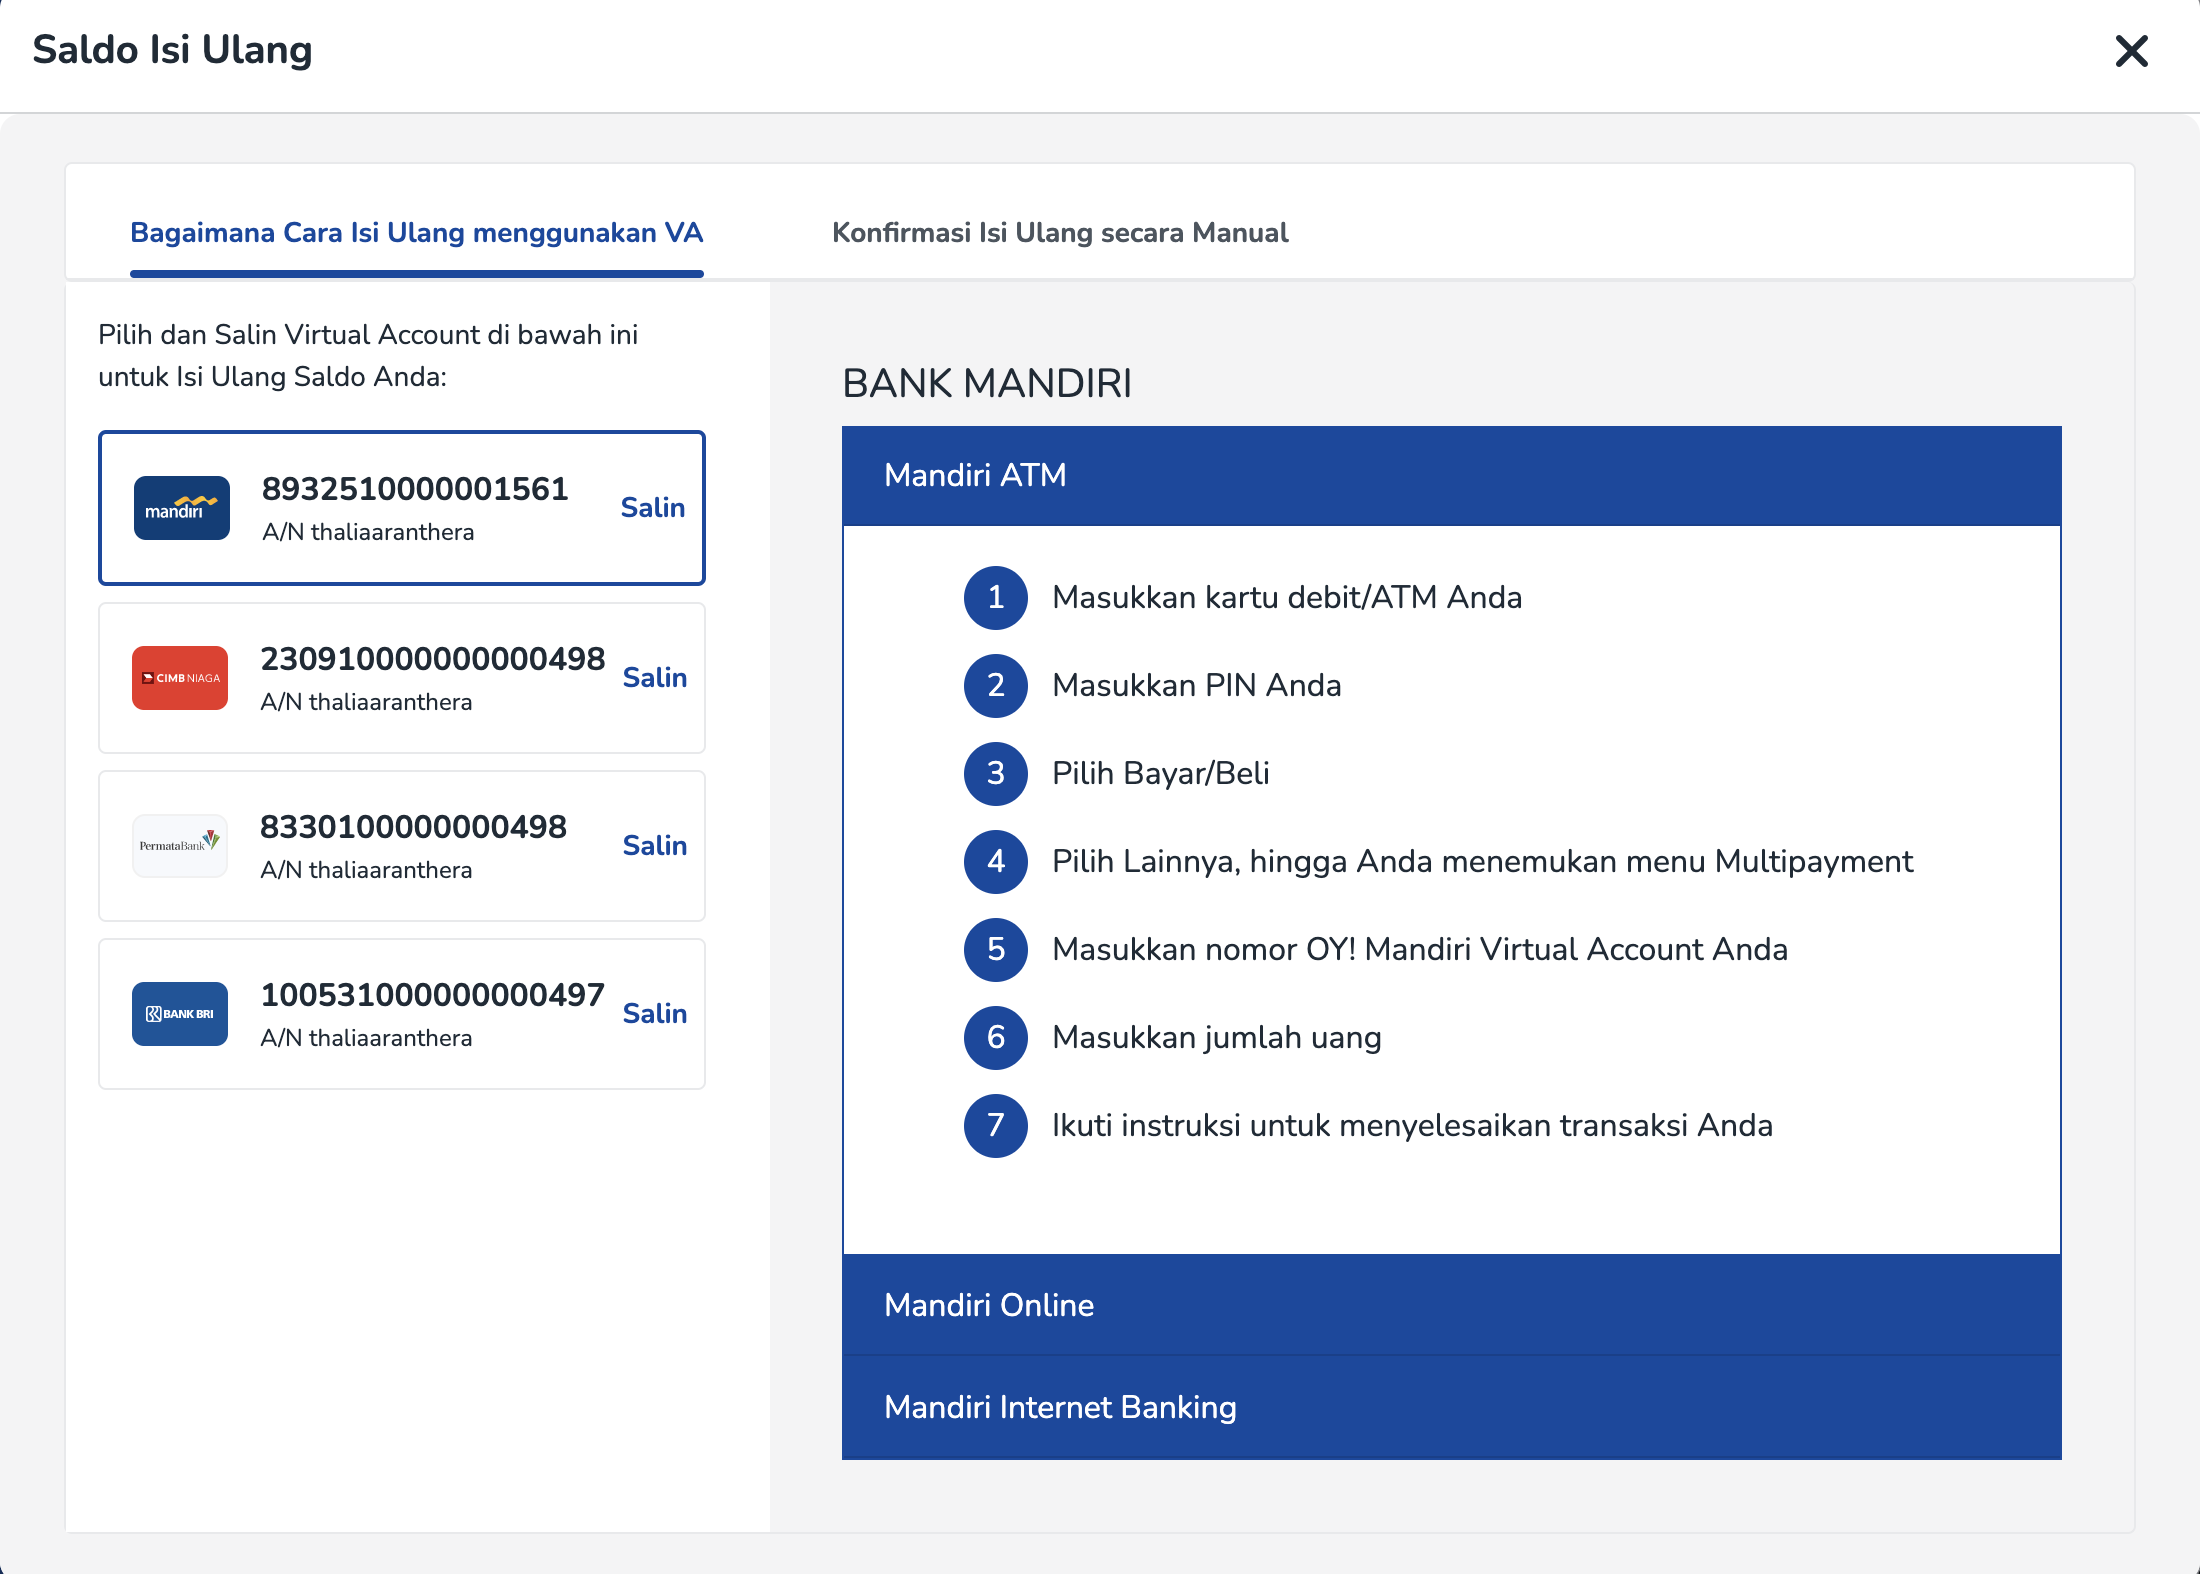 Saldo Isi Ulang
Bagaimana Cara Isi Ulang menggunakan VA
Konfirmasi Isi Ulang secara Manual
Pilih dan Salin Virtual Account di bawah ini
untuk Isi Ulang Saldo Anda:
mandiri
8932510000001561
A/N thaliaaranthera
Salin
CIMB NIAGA
230910000000000498
A/N thaliaaranthera
Salin
PermataBank
8330100000000498
A/N thaliaaranthera
Salin
BANK BRI
100531000000000497
A/N thaliaaranthera
Salin
BANK MANDIRI
Mandiri ATM
1 Masukkan kartu debit/ATM Anda
2 Masukkan PIN Anda
3 Pilih Bayar/Beli
4 Pilih Lainnya, hingga Anda menemukan menu Multipayment
5 Masukkan nomor OY! Mandiri Virtual Account Anda
6 Masukkan jumlah uang
7 Ikuti instruksi untuk menyelesaikan transaksi Anda
Mandiri Online
Mandiri Internet Banking